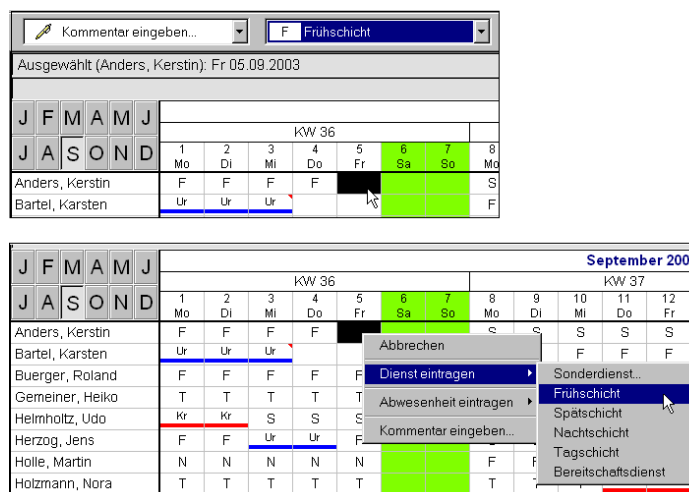 Kommentar eingeben... F Frühschicht
Ausgewählt (Anders, Kerstin): Fr 05.09.2003
J F M A M J
KW 36
J A S O N D 1 2 3 4 5 6 7 8
Mo Di Mi Do Fr Sa So Mo
Anders, Kerstin F F F F S
Bartel, Karsten Ur Ur Ur F
J F M A M J September 200
KW 36 KW 37
J A S O N D 1 2 3 4 5 6 7 8 9 10 11 12
Mo Di Mi Do Fr Sa So Mo Di Mi Do Fr
Anders, Kerstin F F F F S S S S S
Abbrechen
Bartel, Karsten Ur Ur Ur F F F
Buerger, Roland F F F F F Dienst eintragen Sonderdienst...
Gemeiner, Heiko T T T T T Abwesenheit eintragen Frühschicht
Helmholtz, Udo Kr Kr S S S Kommentar eingeben... Spätschicht
Herzog, Jens F F Ur Ur F Nachtschicht
Holle, Martin N N N N N F F Tagschicht
Holzmann, Nora T T T T T T T Bereitschaftsdienst